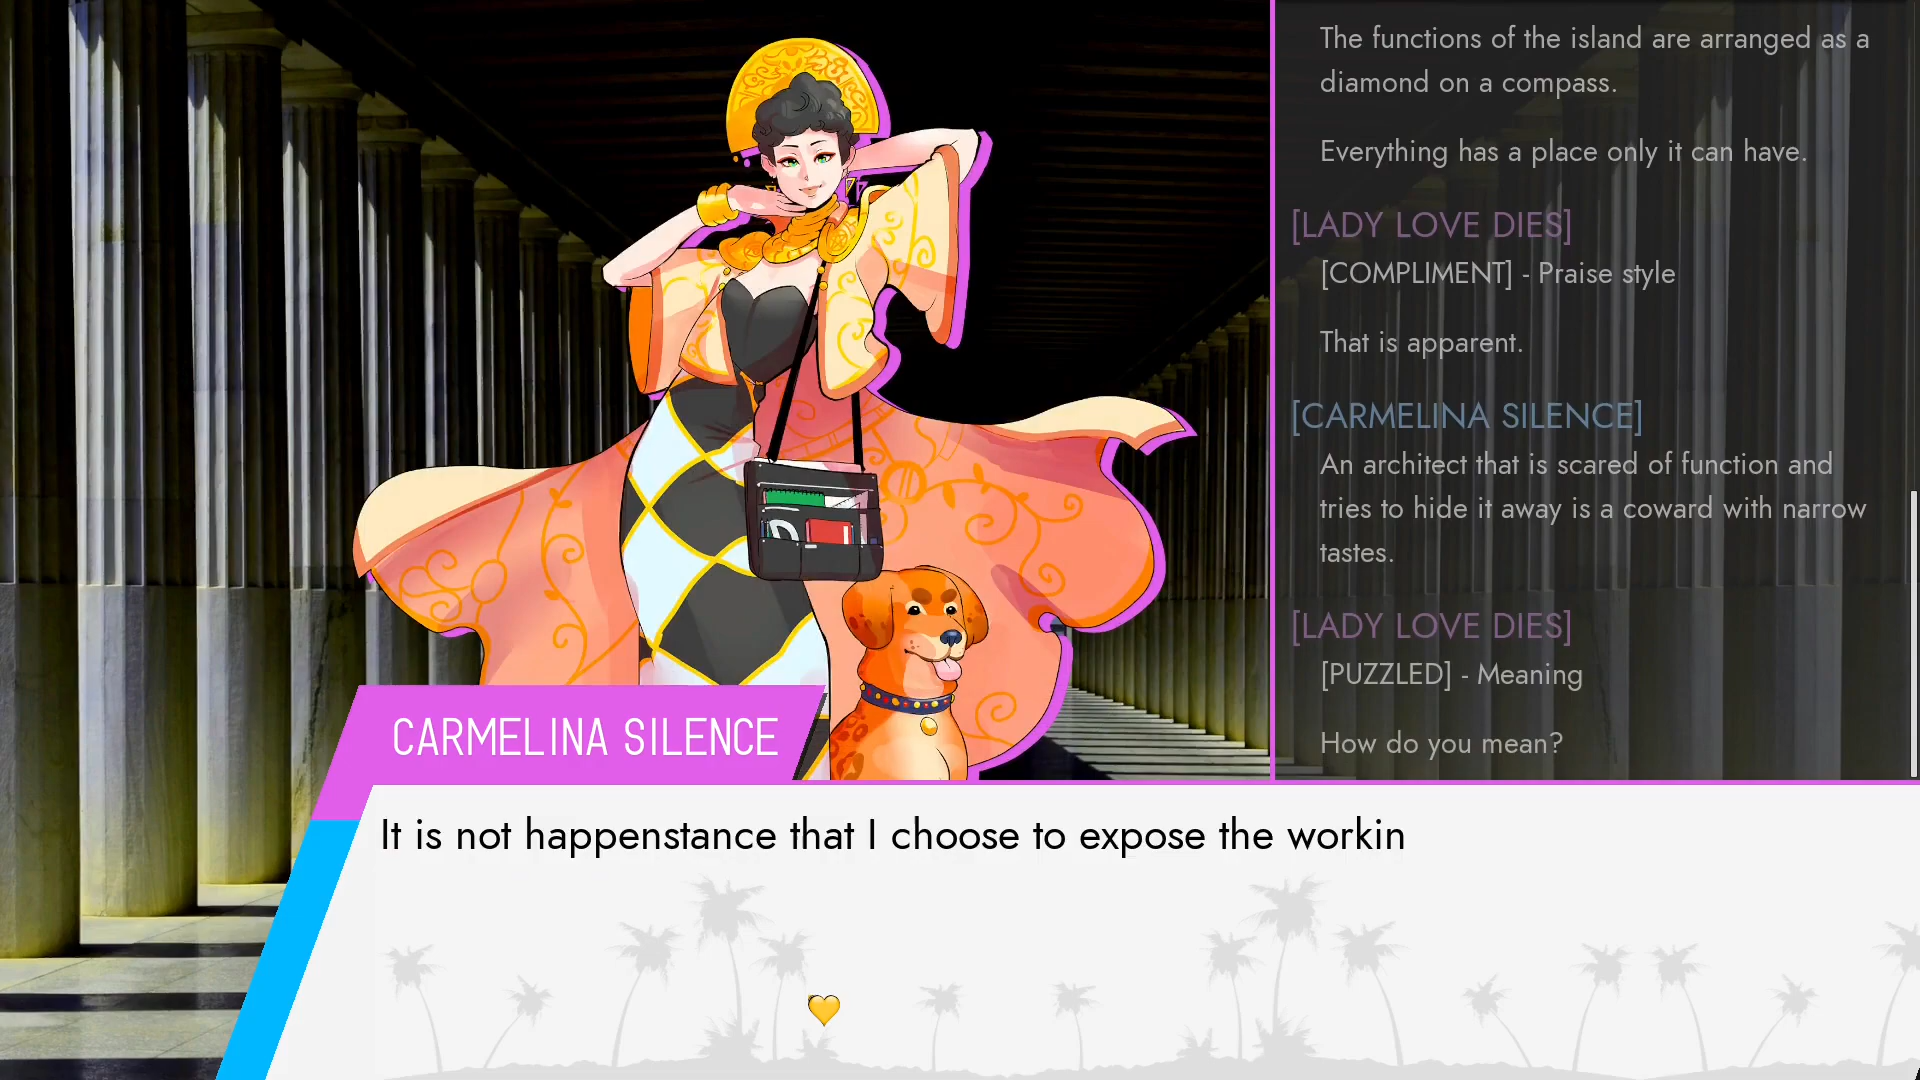 The functions of the island are arranged as a
diamond on a compass.
Everything has a place only it can have.
[LADY LOVE DIES]
[COMPLIMENT] - Praise style
That is apparent.
[CARMELINA SILENCE]
An architect that is scared of function and
tries to hide it away is a coward with narrow
tastes.
[LADY LOVE DIES]
[PUZZLED] - Meaning
How do you mean?
CARMELINA SILENCE
It is not happenstance that I choose to expose the workin